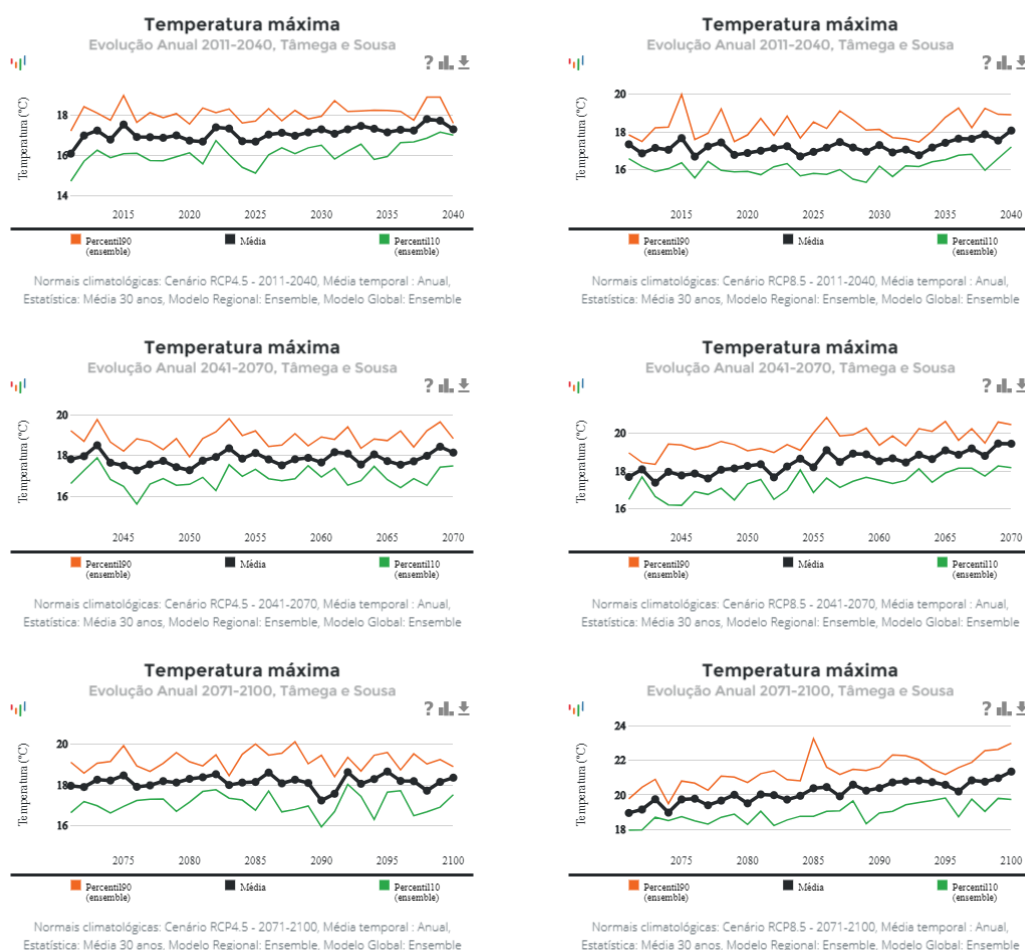 Temperatura máxima
Evolução Anual 2011-2040, Tâmega e Sousa
?
Temperatura (°C)
18
16
14
2015
2020
2025
2030
2035
2040
Percentil90
(ensemble)
Média
Percentil10
(ensemble)
Normais climatológicas: Cenário RCP4.5 - 2011-2040, Média temporal : Anual,
Estatística: Média 30 anos, Modelo Regional: Ensemble, Modelo Global: Ensemble
Temperatura máxima
Evolução Anual 2011-2040, Tâmega e Sousa
?
Temperatura (°C)
20
18
16
2015
2020
2025
2030
2035
2040
Percentil90
(ensemble)
Média
Percentil10
(ensemble)
Normais climatológicas: Cenário RCP8.5 - 2011-2040, Média temporal : Anual,
Estatística: Média 30 anos, Modelo Regional: Ensemble, Modelo Global: Ensemble
Temperatura máxima
Evolução Anual 2041-2070, Tâmega e Sousa
?
Temperatura (°C)
20
18
16
2045
2050
2055
2060
2065
2070
Percentil90
(ensemble)
Média
Percentil10
(ensemble)
Normais climatológicas: Cenário RCP4.5 - 2041-2070, Média temporal : Anual,
Estatística: Média 30 anos, Modelo Regional: Ensemble, Modelo Global: Ensemble
Temperatura máxima
Evolução Anual 2041-2070, Tâmega e Sousa
?
Temperatura (°C)
20
18
16
2045
2050
2055
2060
2065
2070
Percentil90
(ensemble)
Média
Percentil10
(ensemble)
Normais climatológicas: Cenário RCP8.5 - 2041-2070, Média temporal : Anual,
Estatística: Média 30 anos, Modelo Regional: Ensemble, Modelo Global: Ensemble
Temperatura máxima
Evolução Anual 2071-2100, Tâmega e Sousa
?
Temperatura (°C)
20
18
16
2075
2080
2085
2090
2095
2100
Percentil90
(ensemble)
Média
Percentil10
(ensemble)
Normais climatológicas: Cenário RCP4.5 - 2071-2100, Média temporal : Anual,
Estatística: Média 30 anos, Modelo Regional: Ensemble, Modelo Global: Ensemble
Temperatura máxima
Evolução Anual 2071-2100, Tâmega e Sousa
?
Temperatura (°C)
24
22
20
18
2075
2080
2085
2090
2095
2100
Percentil90
(ensemble)
Média
Percentil10
(ensemble)
Normais climatológicas: Cenário RCP8.5 - 2071-2100, Média temporal : Anual,
Estatística: Média 30 anos, Modelo Regional: Ensemble, Modelo Global: Ensemble